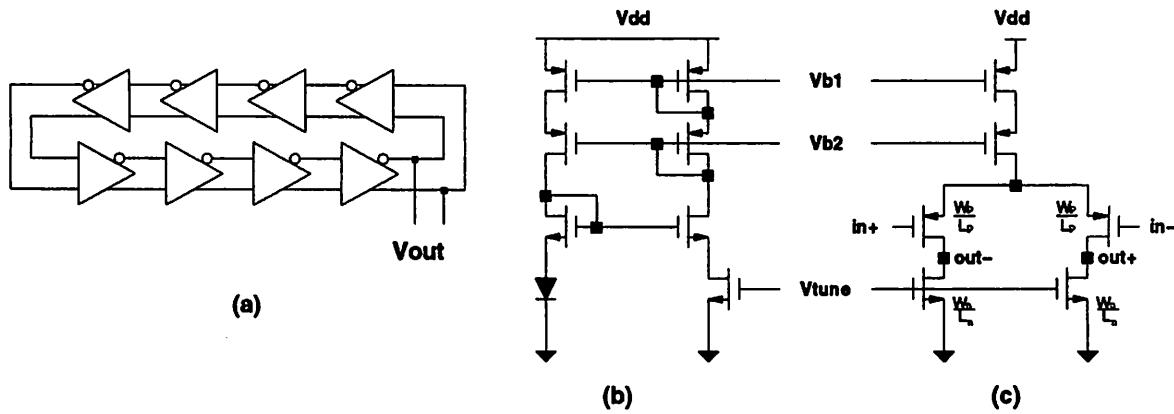 Vdd
Vdd
Vb1
Vb2
Wp
Lp
Wp
Lp
in+
in-
out-
out+
Vout
Vtune
Wn
Ln
Wn
Ln
(a)
(b)
(c)